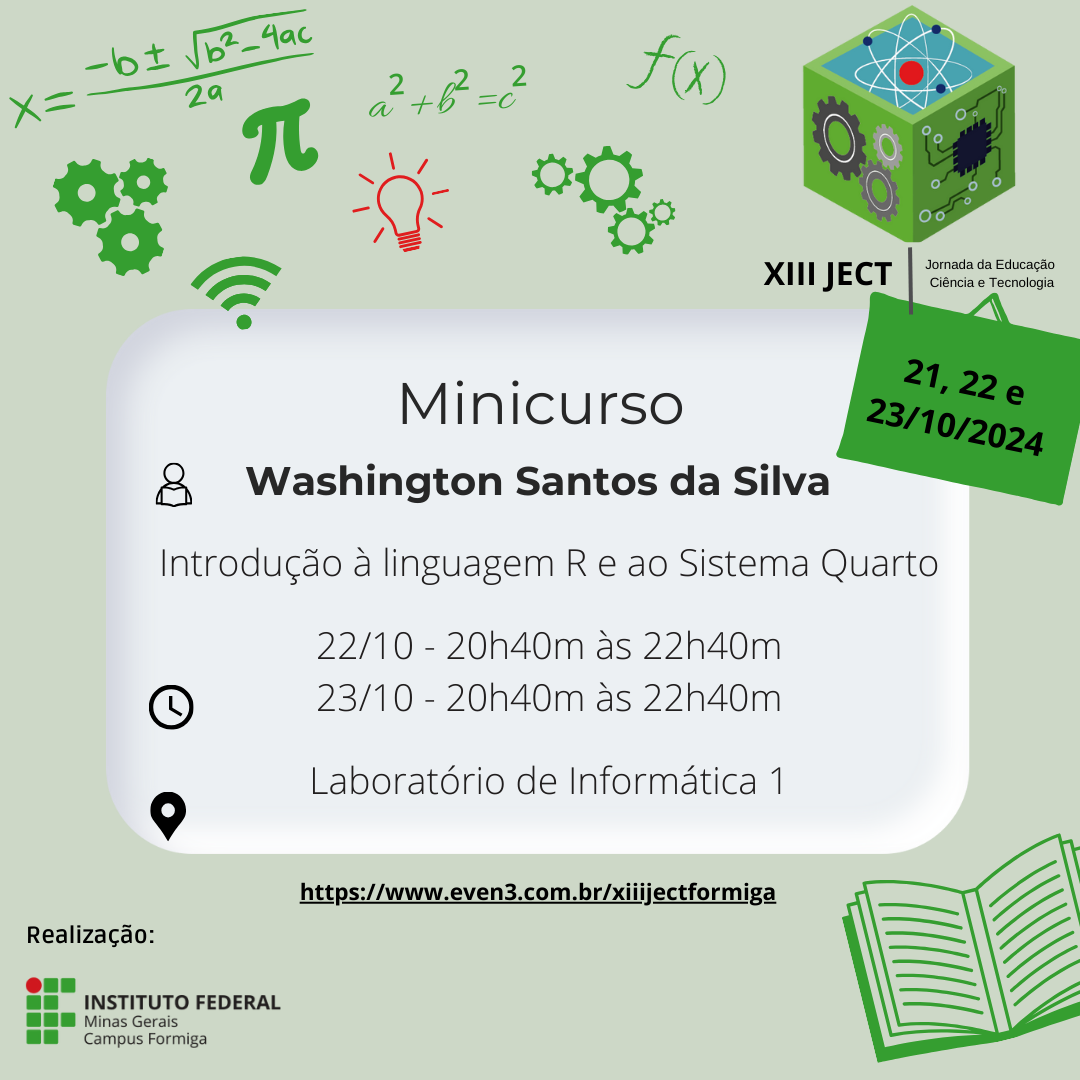 x = -b ± √b² - 4ac
2a
π
a² + b² = c²
f(x)
XIII JECT
Jornada da Educação
Ciência e Tecnologia
21, 22 e
23/10/2024
Minicurso
Washington Santos da Silva
Introdução à linguagem R e ao Sistema Quarto
22/10 - 20h40m às 22h40m
23/10 - 20h40m às 22h40m
Laboratório de Informática 1
https://www.even3.com.br/xiiijectformiga
Realização:
INSTITUTO FEDERAL
Minas Gerais
Campus Formiga